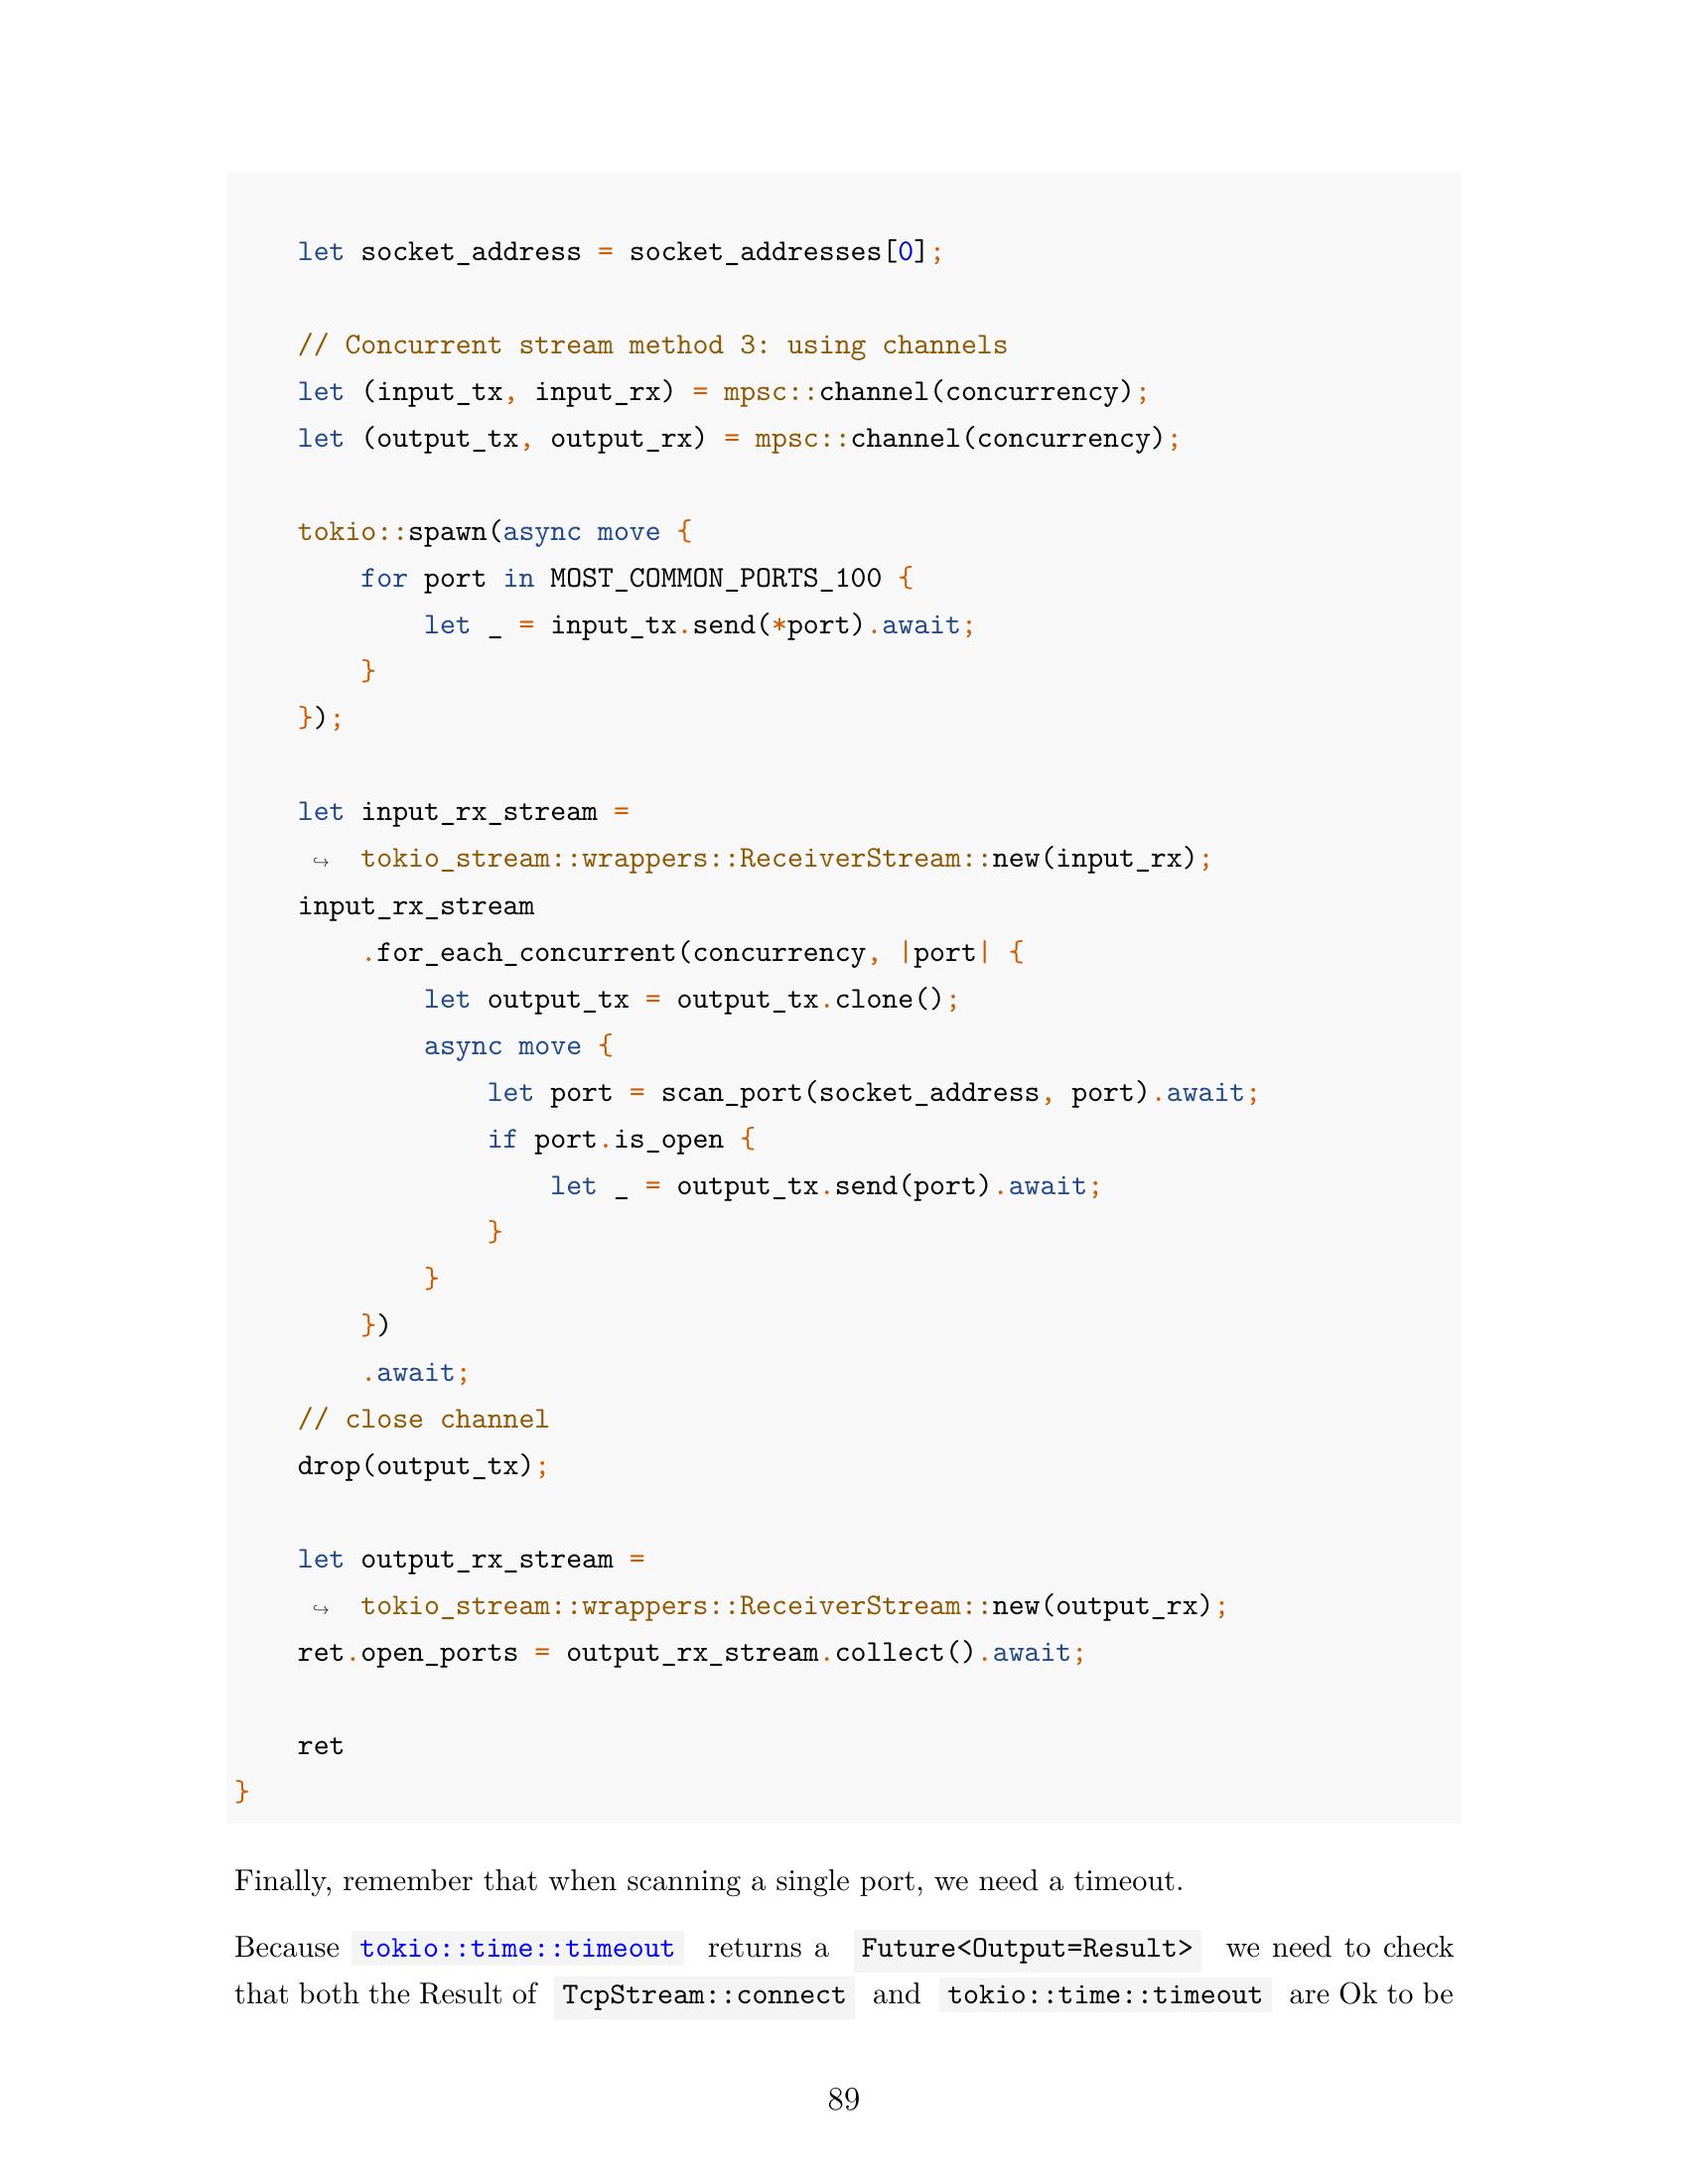 let socket_address = socket_addresses[0];

    // Concurrent stream method 3: using channels
    let (input_tx, input_rx) = mpsc::channel(concurrency);
    let (output_tx, output_rx) = mpsc::channel(concurrency);

    tokio::spawn(async move {
        for port in MOST_COMMON_PORTS_100 {
            let _ = input_tx.send(*port).await;
        }
    });

    let input_rx_stream =
     ↪  tokio_stream::wrappers::ReceiverStream::new(input_rx);
    input_rx_stream
        .for_each_concurrent(concurrency, |port| {
            let output_tx = output_tx.clone();
            async move {
                let port = scan_port(socket_address, port).await;
                if port.is_open {
                    let _ = output_tx.send(port).await;
                }
            }
        })
        .await;
    // close channel
    drop(output_tx);

    let output_rx_stream =
     ↪  tokio_stream::wrappers::ReceiverStream::new(output_rx);
    ret.open_ports = output_rx_stream.collect().await;

    ret
}
Finally, remember that when scanning a single port, we need a timeout.
Because tokio::time::timeout returns a Future<Output=Result> we need to check
that both the Result of TcpStream::connect and tokio::time::timeout are Ok to be
89